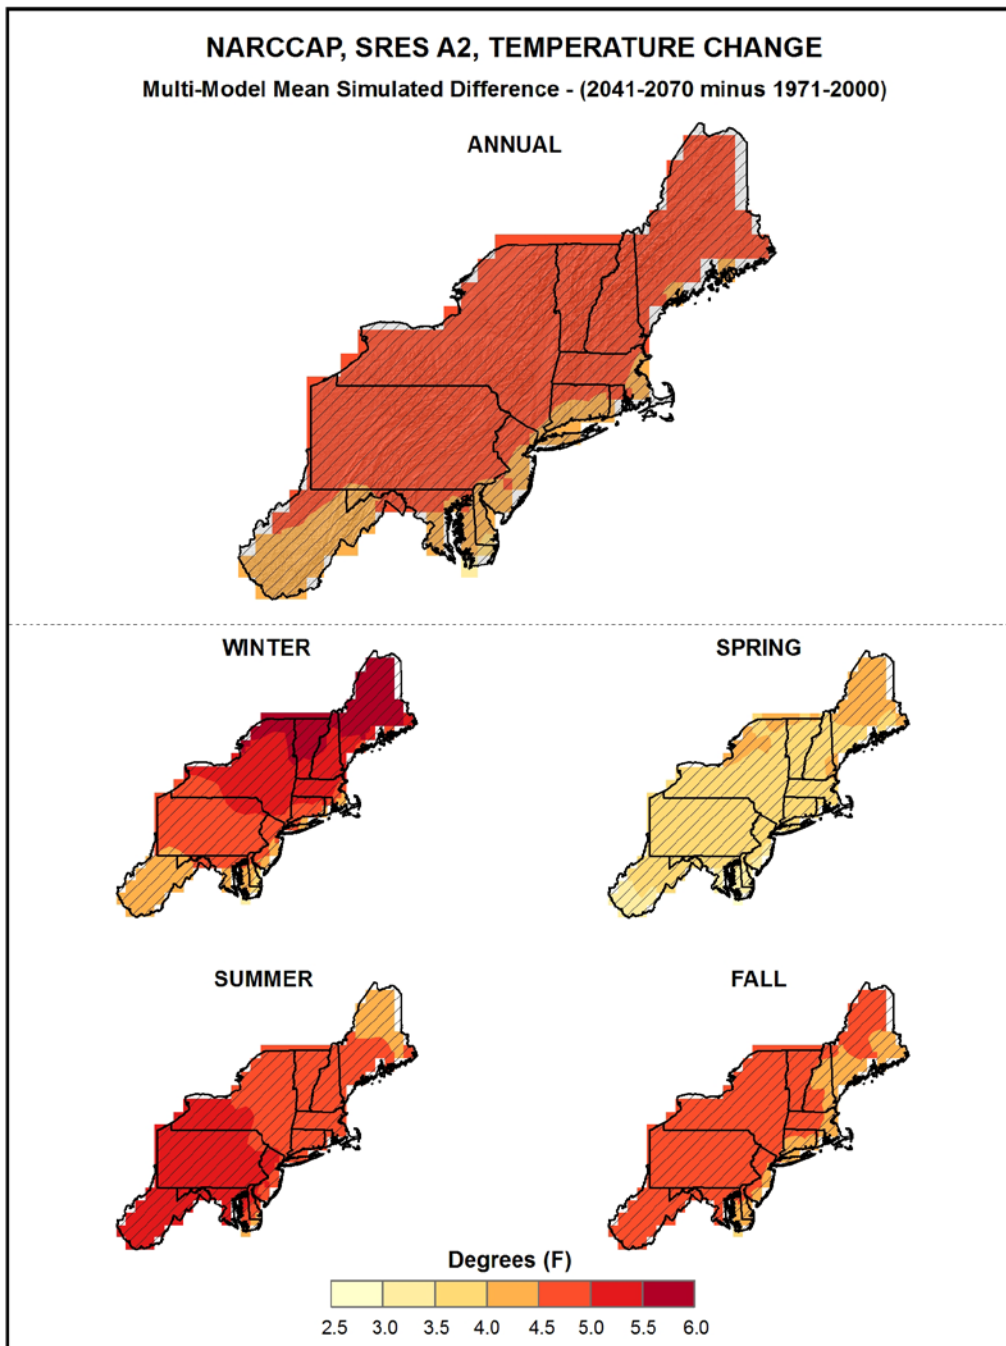 NARCCAP, SRES A2, TEMPERATURE CHANGE
Multi-Model Mean Simulated Difference - (2041-2070 minus 1971-2000)
ANNUAL
WINTER
SPRING
SUMMER
FALL
Degrees (F)
2.5 3.0 3.5 4.0 4.5 5.0 5.5 6.0